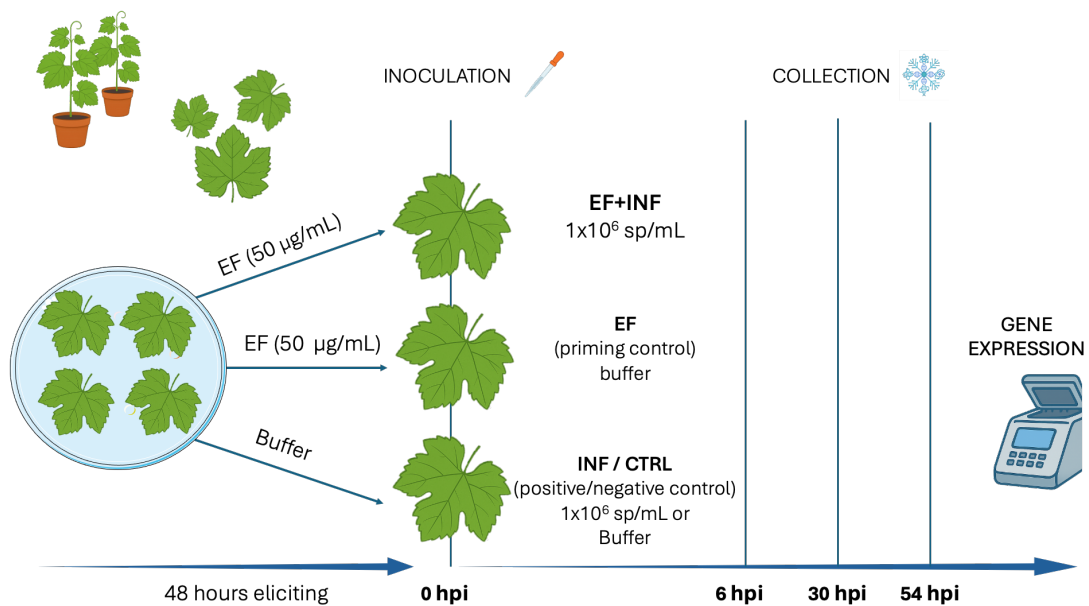 INOCULATION
COLLECTION
EF (50 µg/mL)
EF+INF
1x10⁶ sp/mL
EF (50 µg/mL)
EF
(priming control)
buffer
GENE
EXPRESSION
Buffer
INF / CTRL
(positive/negative control)
1x10⁶ sp/mL or
Buffer
48 hours eliciting
0 hpi
6 hpi
30 hpi
54 hpi